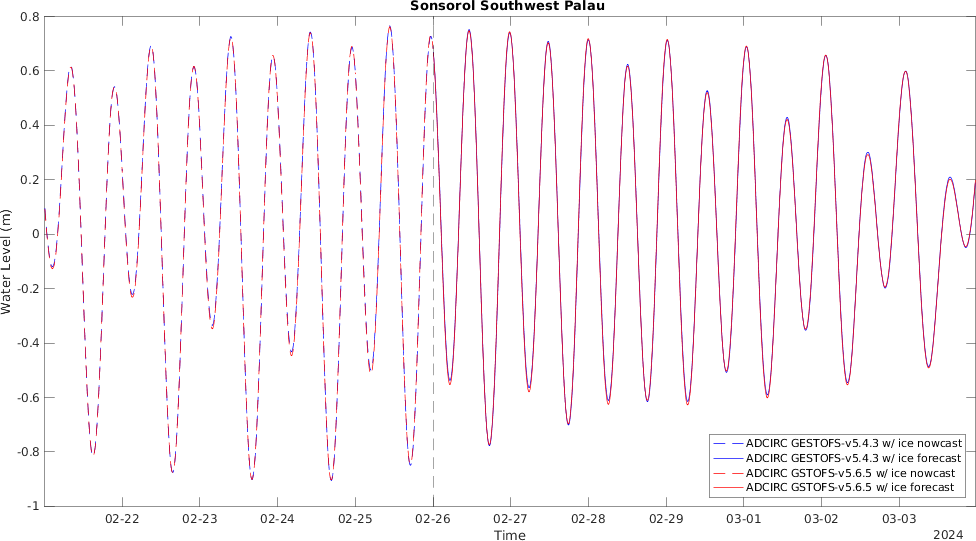 Sonsorol Southwest Palau
0.8
0.6
0.4
0.2
0
-0.2
-0.4
-0.6
-0.8
-1
Water Level (m)
ADCIRC GESTOFS-v5.4.3 w/ ice nowcast
ADCIRC GESTOFS-v5.4.3 w/ ice forecast
ADCIRC GSTOFS-v5.6.5 w/ ice nowcast
ADCIRC GSTOFS-v5.6.5 w/ ice forecast
02-22 02-23 02-24 02-25 02-26 02-27 02-28 02-29 03-01 03-02 03-03
Time
2024